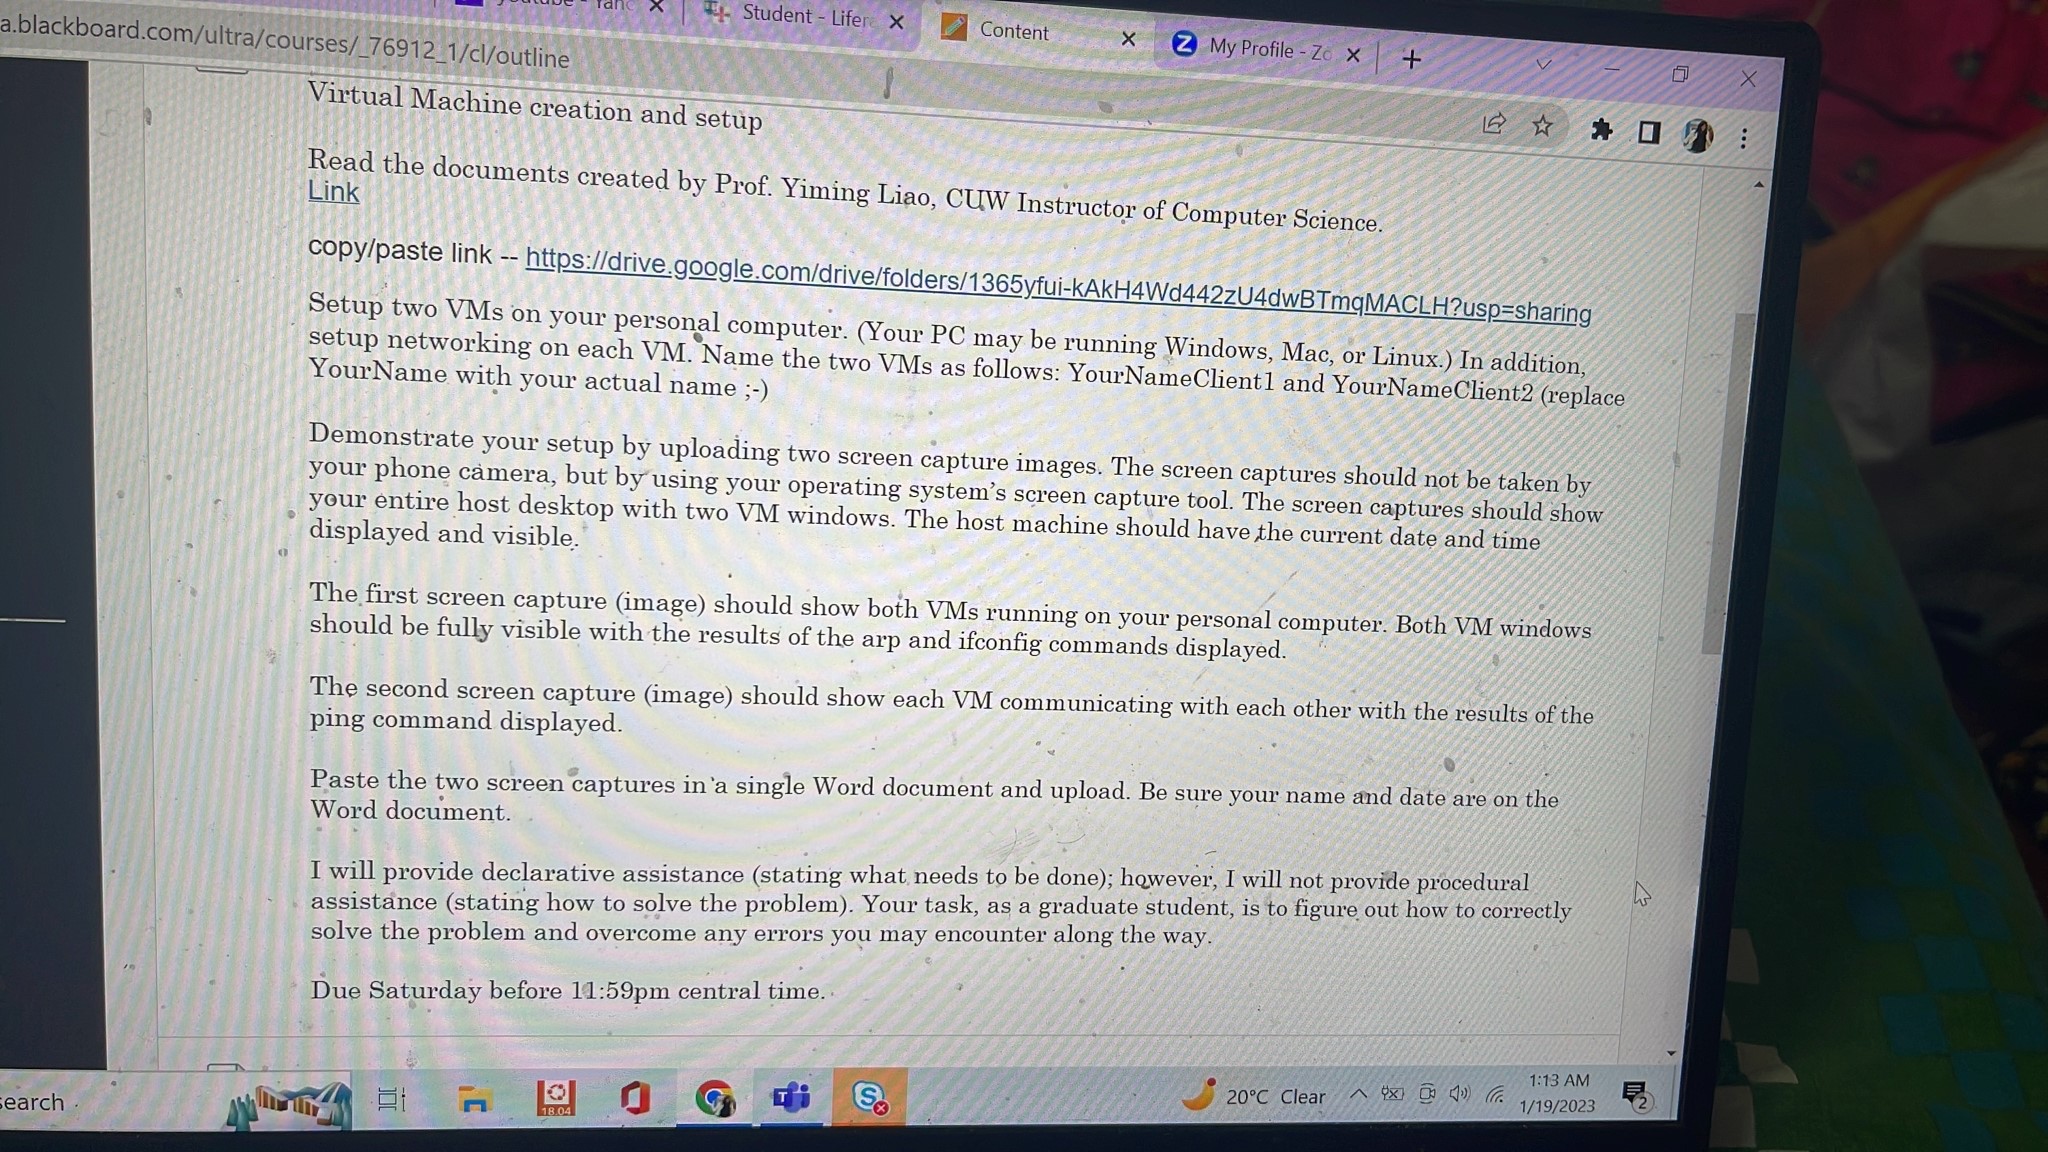 youtube - Yaho
Student - Lifer
Content
My Profile - Zo
a.blackboard.com/ultra/courses/_76912_1/cl/outline
Virtual Machine creation and setup
Read the documents created by Prof. Yiming Liao, CUW Instructor of Computer Science.
Link
copy/paste link -- https://drive.google.com/drive/folders/1365yfui-kAkH4Wd442zU4dwBTmqMACLH?usp=sharing
Setup two VMs on your personal computer. (Your PC may be running Windows, Mac, or Linux.) In addition,
setup networking on each VM. Name the two VMs as follows: YourNameClient1 and YourNameClient2 (replace
YourName with your actual name ;-)
Demonstrate your setup by uploading two screen capture images. The screen captures should not be taken by
your phone camera, but by using your operating system's screen capture tool. The screen captures should show
your entire host desktop with two VM windows. The host machine should have the current date and time
displayed and visible.
The first screen capture (image) should show both VMs running on your personal computer. Both VM windows
should be fully visible with the results of the arp and ifconfig commands displayed.
The second screen capture (image) should show each VM communicating with each other with the results of the
ping command displayed.
Paste the two screen captures in a single Word document and upload. Be sure your name and date are on the
Word document.
I will provide declarative assistance (stating what needs to be done); however, I will not provide procedural
assistance (stating how to solve the problem). Your task, as a graduate student, is to figure out how to correctly
solve the problem and overcome any errors you may encounter along the way.
Due Saturday before 11:59pm central time.
search
18.04
20°C Clear
1:13 AM
1/19/2023
2